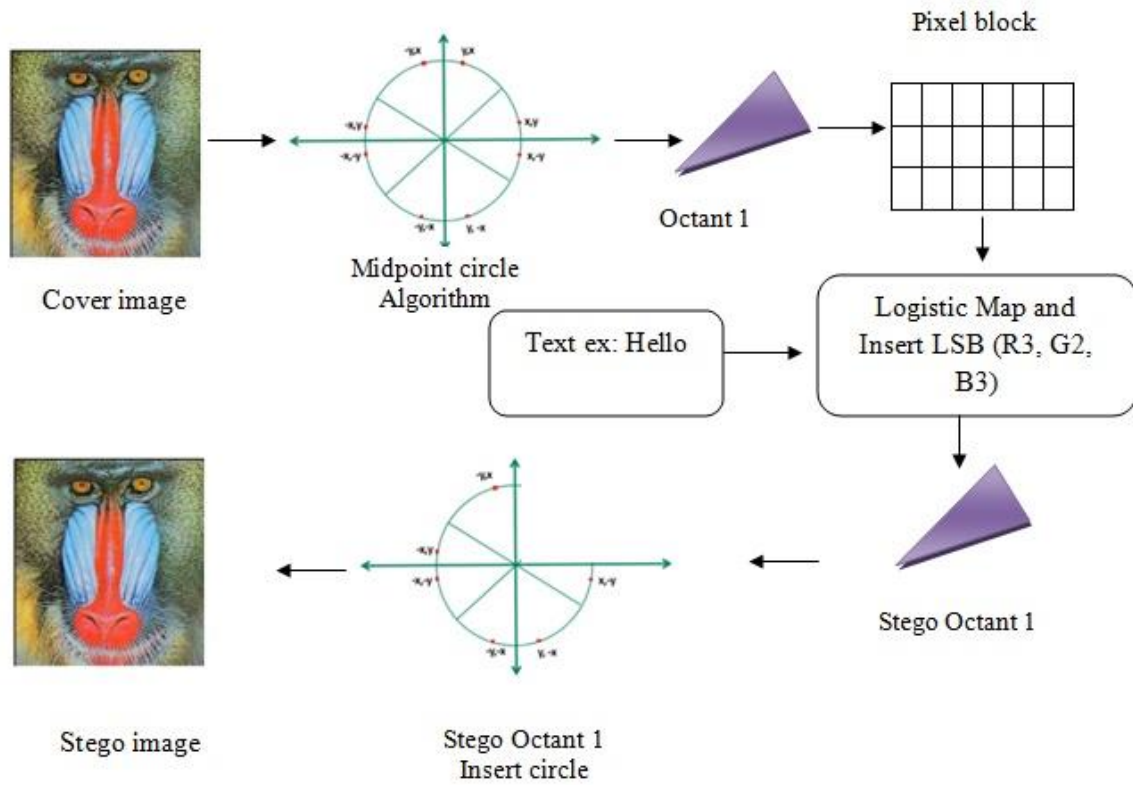 Pixel block
-y,x
y,x
-x,y
x,y
-x,-y
x,-y
-y,-x
y, -x
Octant 1
Cover image
Midpoint circle
Algorithm
Text ex: Hello
Logistic Map and
Insert LSB (R3, G2,
B3)
-y,x
-x,y
-x,-y
x,-y
-y,-x
y, -x
Stego Octant 1
Stego image
Stego Octant 1
Insert circle